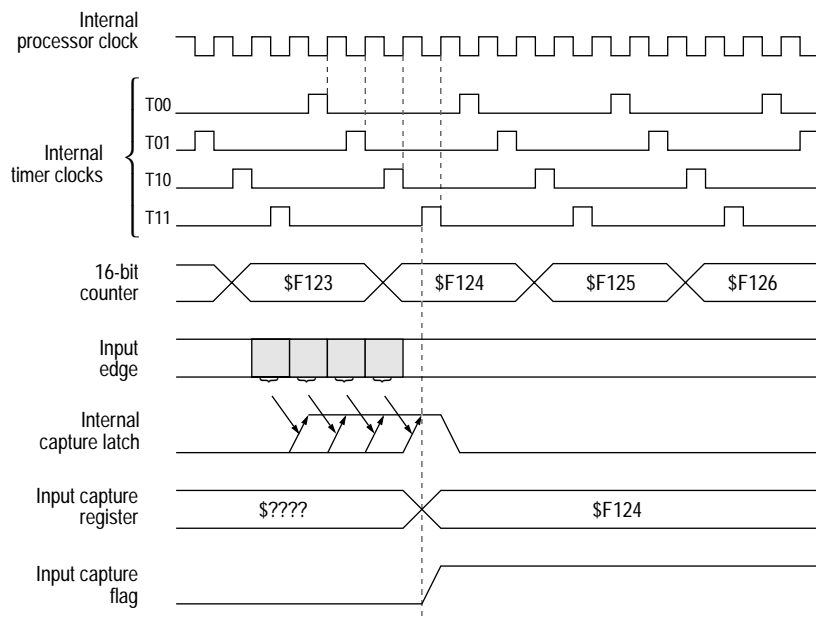 Internal
processor clock
Internal
timer clocks
T00
T01
T10
T11
16-bit
counter
$F123
$F124
$F125
$F126
Input
edge
Internal
capture latch
Input capture
register
$????
$F124
Input capture
flag